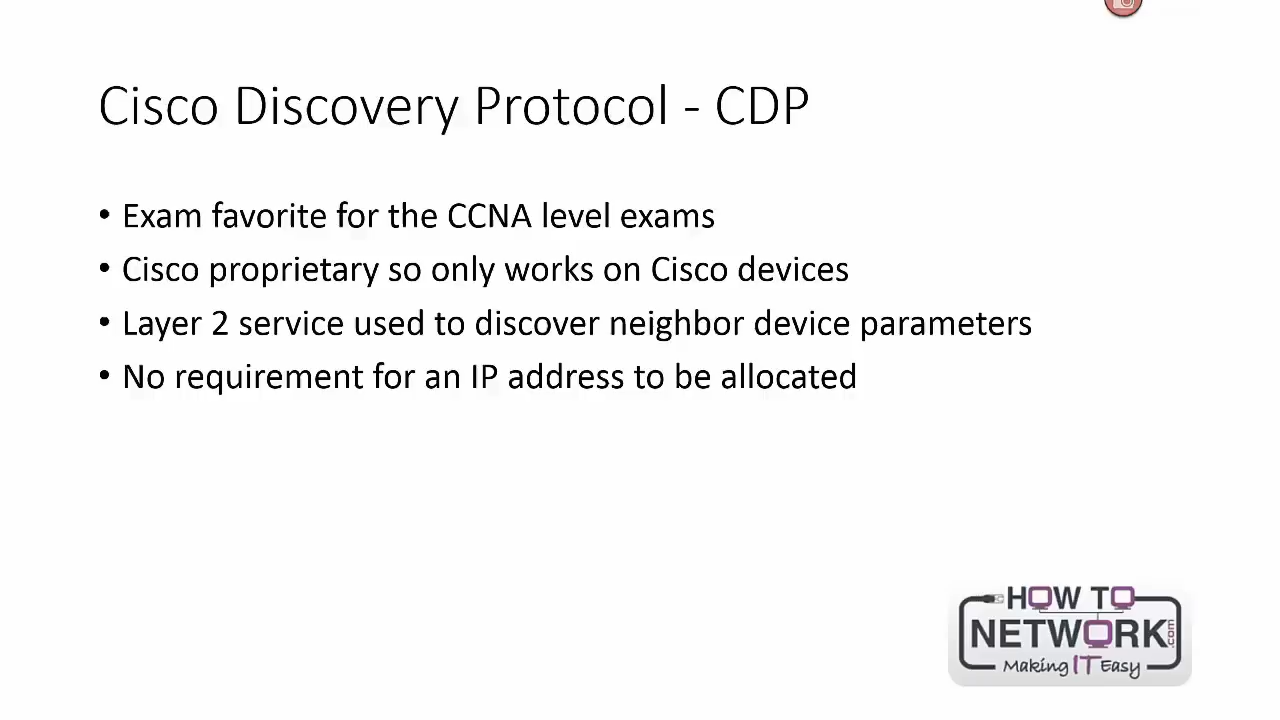 Cisco Discovery Protocol - CDP
• Exam favorite for the CCNA level exams
• Cisco proprietary so only works on Cisco devices
• Layer 2 service used to discover neighbor device parameters
• No requirement for an IP address to be allocated
HOW TO
NETWORK.com
Making IT Easy